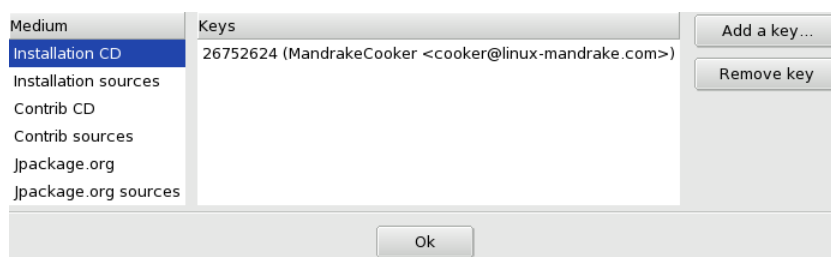 Medium
Keys
Add a key...
Installation CD
26752624 (MandrakeCooker <cooker@linux-mandrake.com>)
Remove key
Installation sources
Contrib CD
Contrib sources
Jpackage.org
Jpackage.org sources
Ok